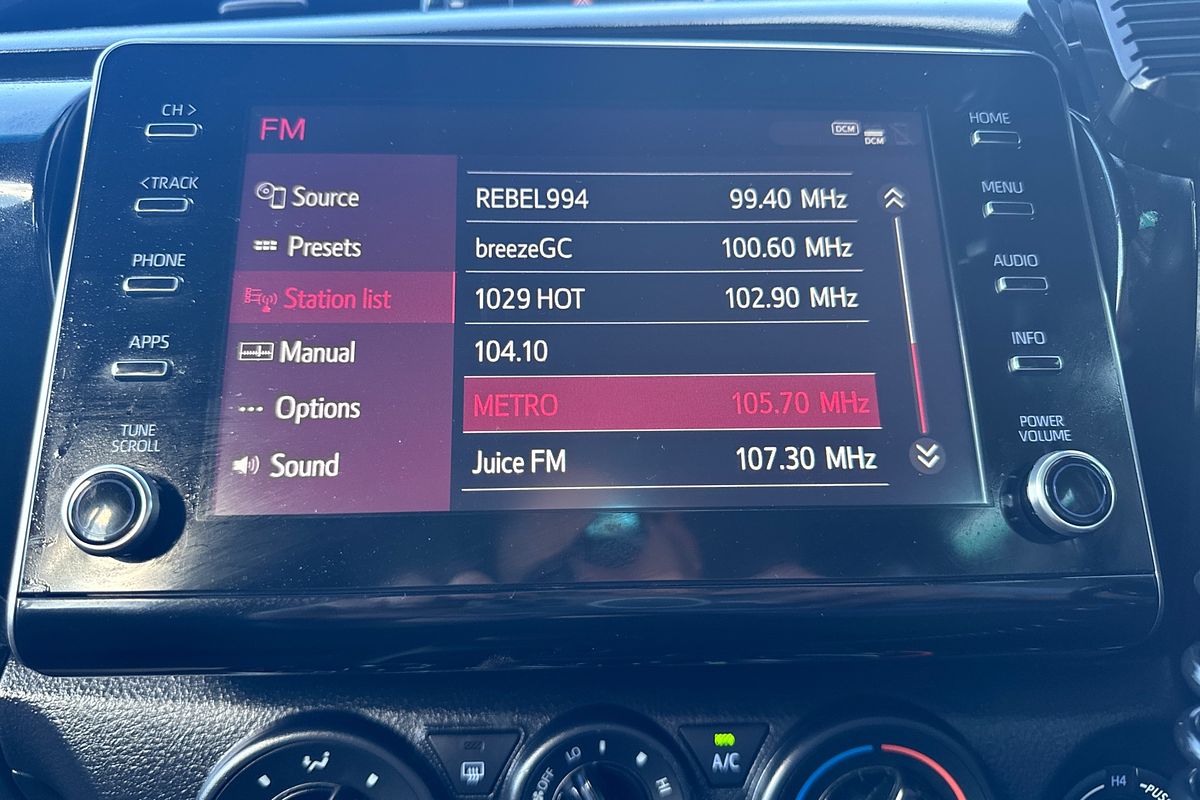 CH >
<TRACK
PHONE
APPS
TUNE
SCROLL
FM
DCM
DCM
Source
Presets
Station list
Manual
Options
Sound
REBEL994 99.40 MHz
breezeGC 100.60 MHz
1029 HOT 102.90 MHz
104.10
METRO 105.70 MHz
Juice FM 107.30 MHz
HOME
MENU
AUDIO
INFO
POWER
VOLUME
OFF
LO
HI
A/C
H4
PUSH